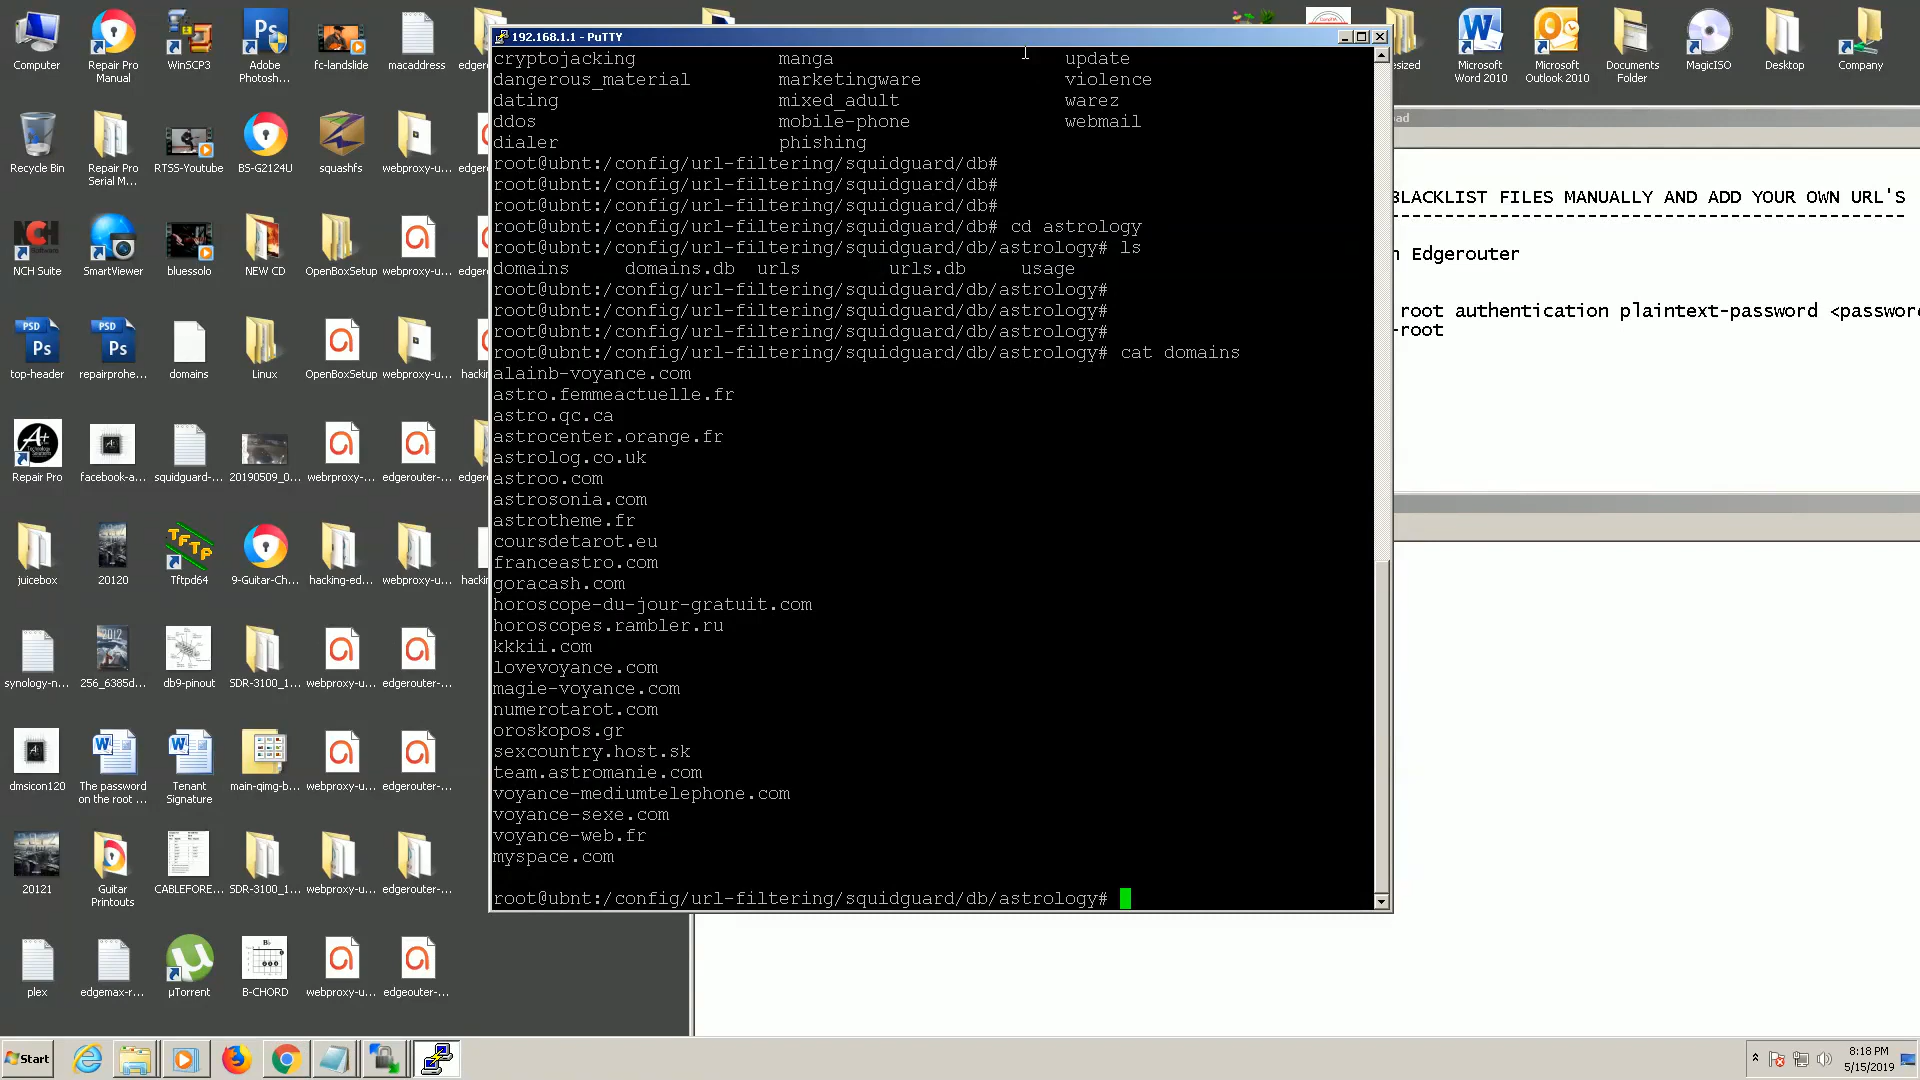 192.168.1.1 - PuTTY
cryptojacking manga update
dangerous_material marketingware violence
dating mixed_adult warez
ddos mobile-phone webmail
dialer phishing
root@ubnt:/config/url-filtering/squidguard/db#
root@ubnt:/config/url-filtering/squidguard/db#
root@ubnt:/config/url-filtering/squidguard/db#
root@ubnt:/config/url-filtering/squidguard/db# cd astrology
root@ubnt:/config/url-filtering/squidguard/db/astrology# ls
domains domains.db urls urls.db usage
root@ubnt:/config/url-filtering/squidguard/db/astrology#
root@ubnt:/config/url-filtering/squidguard/db/astrology#
root@ubnt:/config/url-filtering/squidguard/db/astrology#
root@ubnt:/config/url-filtering/squidguard/db/astrology# cat domains
alainb-voyance.com
astro.femmeactuelle.fr
astro.qc.ca
astrocenter.orange.fr
astrolog.co.uk
astroo.com
astrosonia.com
astrotheme.fr
coursdetarot.eu
franceastro.com
goracash.com
horoscope-du-jour-gratuit.com
horoscopes.rambler.ru
kkkii.com
lovevoyance.com
magie-voyance.com
numerotarot.com
oroskopos.gr
sexcountry.host.sk
team.astromanie.com
voyance-mediumtelephone.com
voyance-sexe.com
voyance-web.fr
myspace.com
root@ubnt:/config/url-filtering/squidguard/db/astrology#
BLACKLIST FILES MANUALLY AND ADD YOUR OWN URL'S
Edgerouter
root authentication plaintext-password <passwor
-root
Computer
Repair Pro
Manual
WinSCP3
Adobe
Photosh...
fc-landslide
macaddress
Recycle Bin
Repair Pro
Serial M...
RTSS-Youtube
BS-G2124U
squashfs
webproxy-u...
NCH Suite
SmartViewer
bluessolo
NEW CD
OpenBoxSetup
webproxy-u...
top-header
repairprohe...
domains
Linux
OpenBoxSetup
webproxy-u...
Repair Pro
facebook-a...
squidguard-...
20190509_0...
webrproxy-...
edgerouter-...
juicebox
20120
Tftpd64
9-Guitar-Ch...
hacking-ed...
webproxy-u...
synology-n...
256_6385d...
db9-pinout
SDR-3100_1...
webproxy-u...
edgerouter-...
dmsicon120
The password
on the root ...
Tenant
Signature
main-qimg-b...
webproxy-u...
edgerouter-...
20121
Guitar
Printouts
CABLEFORE...
SDR-3100_1...
webproxy-u...
edgerouter-...
plex
edgemax-r...
µTorrent
B-CHORD
webproxy-u...
edgeouter-...
Microsoft
Word 2010
Microsoft
Outlook 2010
Documents
Folder
MagicISO
Desktop
Company
Start
8:18 PM
5/15/2019